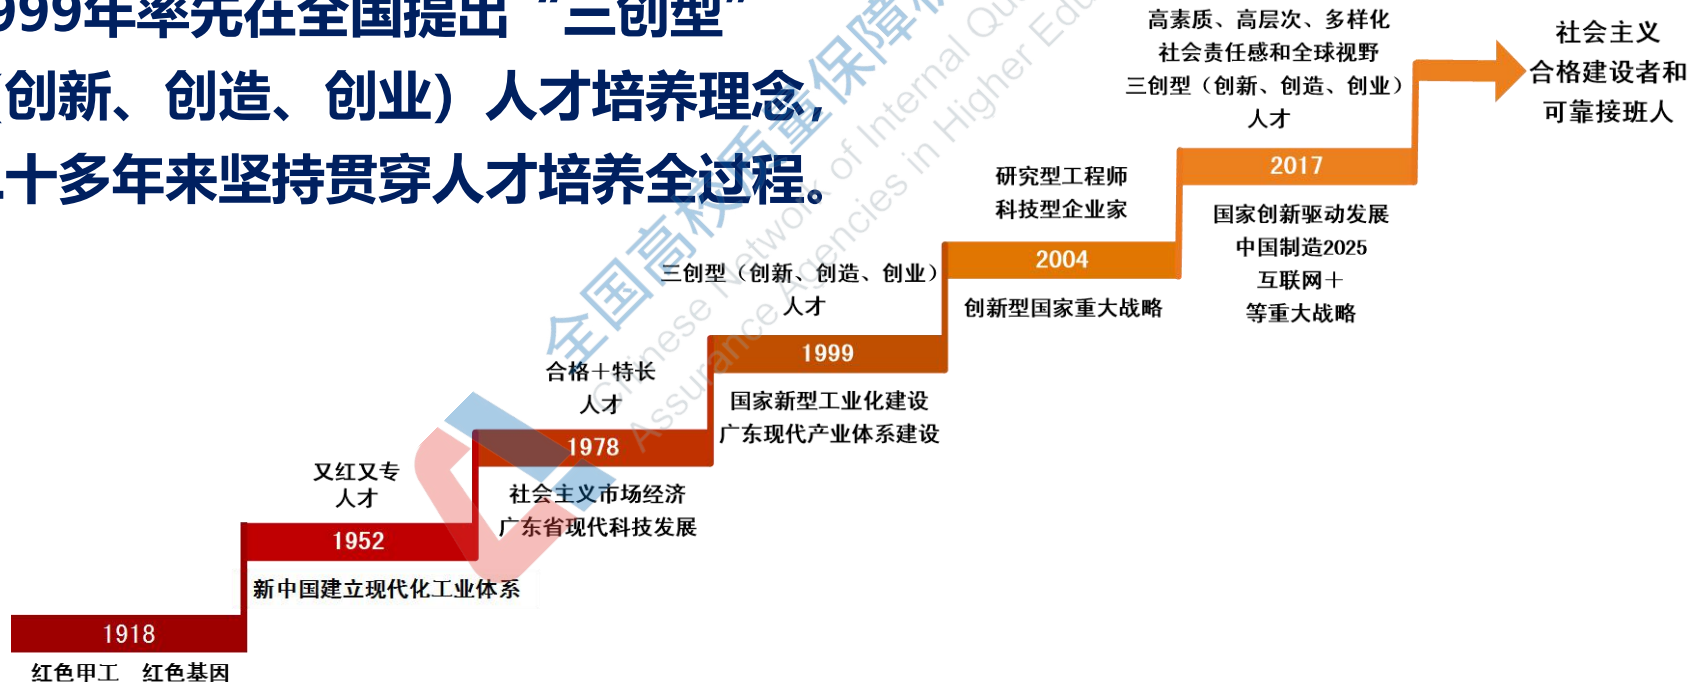 999年率先在全国提出“三创型”
（创新、创造、创业）人才培养理念，
二十多年来坚持贯穿人才培养全过程。
高素质、高层次、多样化
社会责任感和全球视野
三创型（创新、创造、创业）
人才
社会主义
合格建设者和
可靠接班人
2017
国家创新驱动发展
中国制造2025
互联网＋
等重大战略
研究型工程师
科技型企业家
2004
创新型国家重大战略
三创型（创新、创造、创业）
人才
1999
国家新型工业化建设
广东现代产业体系建设
合格＋特长
人才
1978
社会主义市场经济
广东省现代科技发展
又红又专
人才
1952
新中国建立现代化工业体系
1918
红色甲工 红色基因
全国高校质量保障机
Chinese Network of Internal Qu
Assurance Agencies in Higher Edu